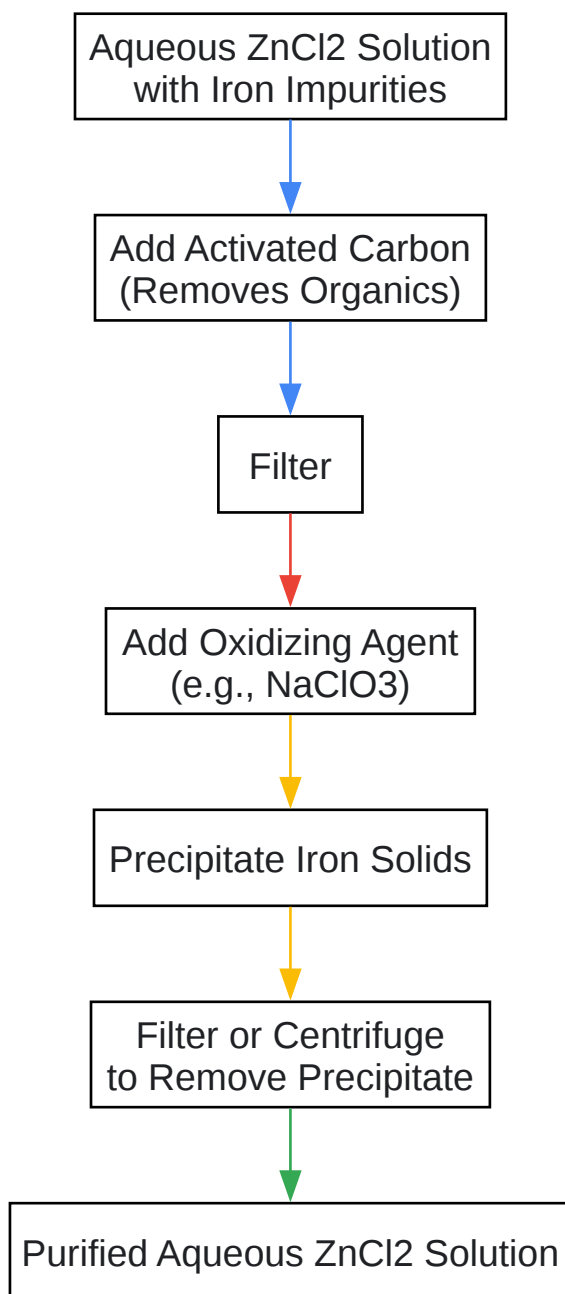 Aqueous ZnCl2 Solution
with Iron Impurities
Add Activated Carbon
(Removes Organics)
Filter
Add Oxidizing Agent
(e.g., NaClO3)
Precipitate Iron Solids
Filter or Centrifuge
to Remove Precipitate
Purified Aqueous ZnCl2 Solution